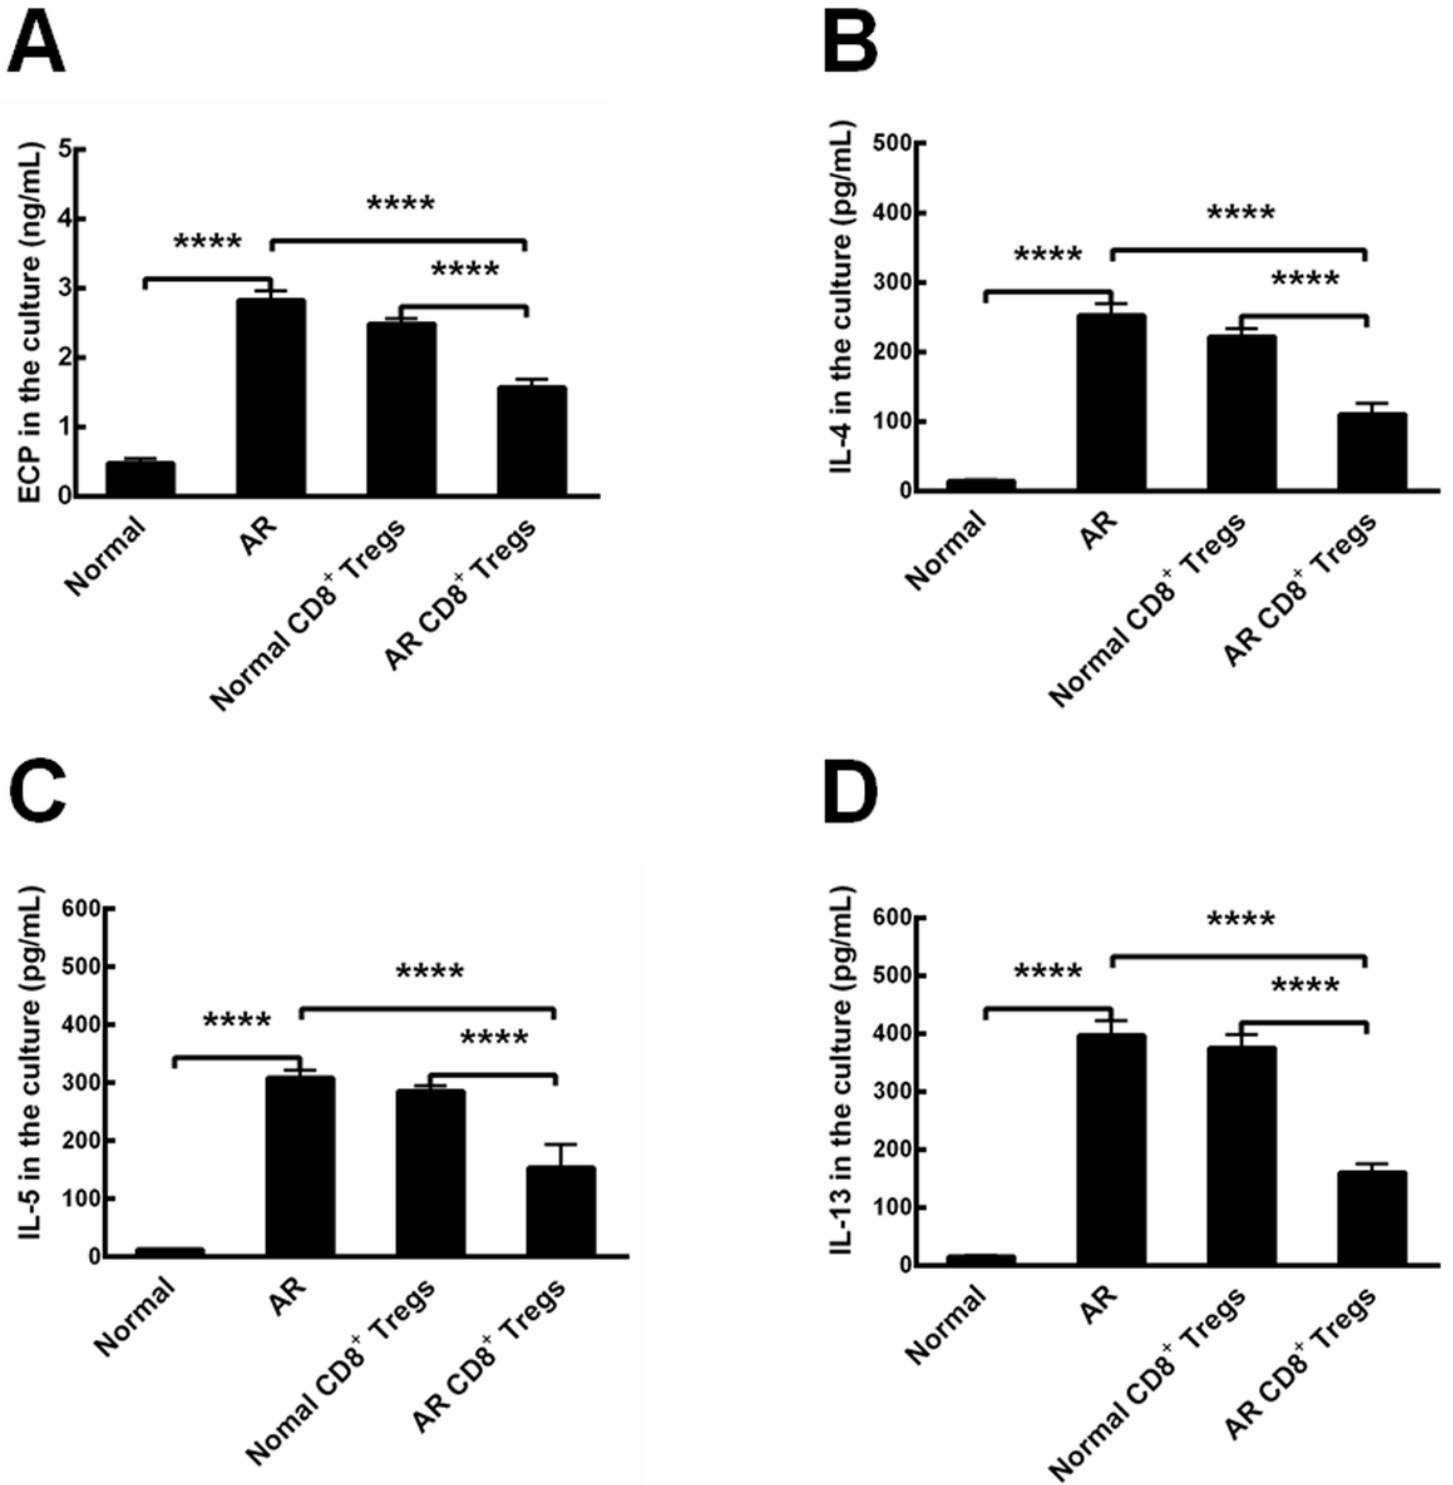 A
ECP in the culture (ng/mL)
5
4
3
2
1
0
****
****
****
Normal
AR
Normal CD8+ Tregs
AR CD8+ Tregs
B
IL-4 in the culture (pg/mL)
500
400
300
200
100
0
****
****
****
Normal
AR
Normal CD8+ Tregs
AR CD8+ Tregs
C
IL-5 in the culture (pg/mL)
600
500
400
300
200
100
0
****
****
****
Normal
AR
Nomal CD8+ Tregs
AR CD8+ Tregs
D
IL-13 in the culture (pg/mL)
600
500
400
300
200
100
0
****
****
****
Normal
AR
Normal CD8+ Tregs
AR CD8+ Tregs